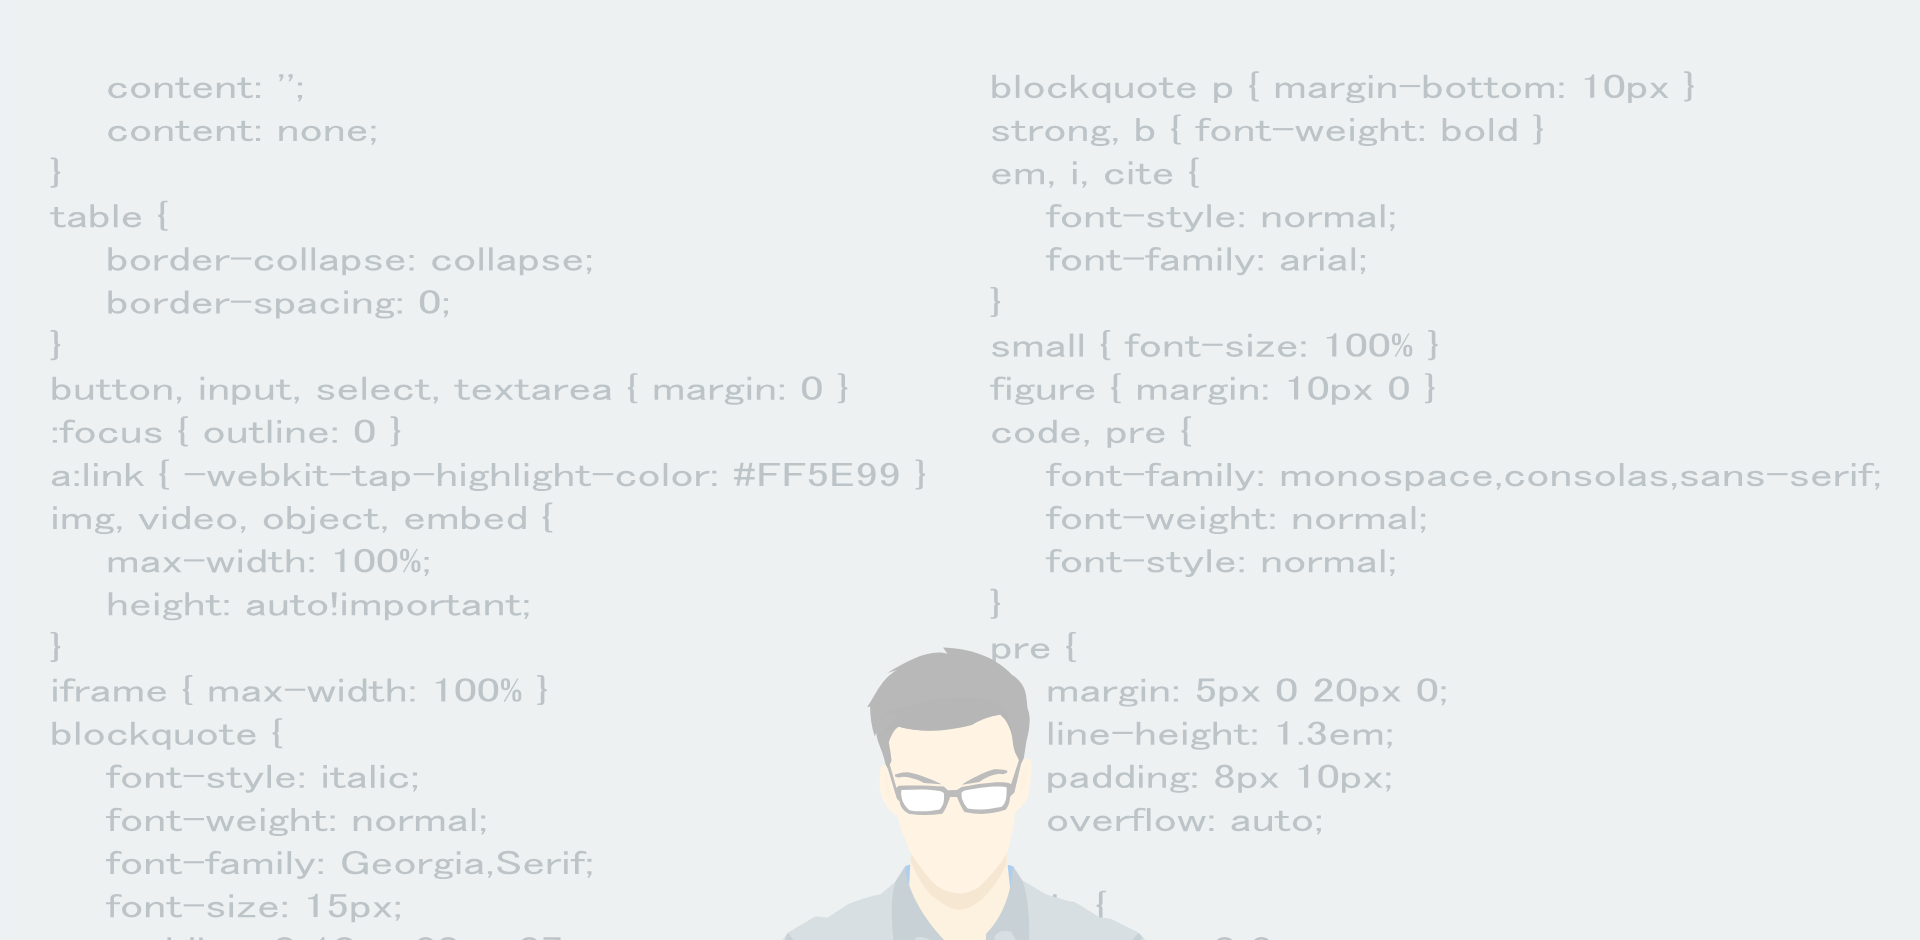 content: '';
content: none;
}
table {
border-collapse: collapse;
border-spacing: 0;
}
button, input, select, textarea { margin: 0 }
:focus { outline: 0 }
a:link { -webkit-tap-highlight-color: #FF5E99 }
img, video, object, embed {
max-width: 100%;
height: auto!important;
}
iframe { max-width: 100% }
blockquote {
font-style: italic;
font-weight: normal;
font-family: Georgia,Serif;
font-size: 15px;
blockquote p { margin-bottom: 10px }
strong, b { font-weight: bold }
em, i, cite {
font-style: normal;
font-family: arial;
}
small { font-size: 100% }
figure { margin: 10px 0 }
code, pre {
font-family: monospace,consolas,sans-serif;
font-weight: normal;
font-style: normal;
}
pre {
margin: 5px 0 20px 0;
line-height: 1.3em;
padding: 8px 10px;
overflow: auto;
{